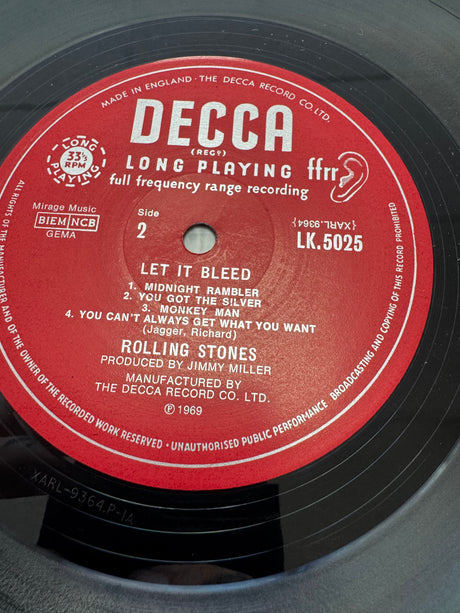 MADE IN ENGLAND · THE DECCA RECORD CO. LTD.
DECCA
(REGᴰ)
LONG PLAYING
ffrr
full frequency range recording
LONG
33⅓
RPM
PLAYING
Mirage Music
BIEM NCB
GEMA
Side
2
{XARL.9364}
LK.5025
LET IT BLEED
1. MIDNIGHT RAMBLER
2. YOU GOT THE SILVER
3. MONKEY MAN
4. YOU CAN'T ALWAYS GET WHAT YOU WANT
(Jagger, Richard)
ROLLING STONES
PRODUCED BY JIMMY MILLER
MANUFACTURED BY
THE DECCA RECORD CO. LTD.
Ⓟ 1969
ALL RIGHTS OF THE MANUFACTURER AND OF THE OWNER OF THE RECORDED WORK RESERVED · UNAUTHORISED PUBLIC PERFORMANCE, BROADCASTING AND COPYING OF THIS RECORD PROHIBITED
XARL-9364.P-1A